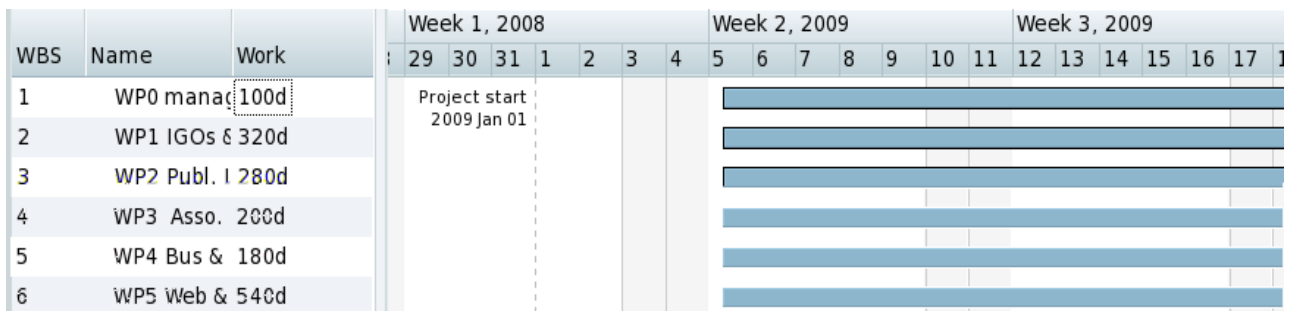 Week 1, 2008 Week 2, 2009 Week 3, 2009
WBS Name Work 29 30 31 1 2 3 4 5 6 7 8 9 10 11 12 13 14 15 16 17
1 WP0 manag 100d
Project start
2009 Jan 01
2 WP1 IGOs & 320d
3 WP2 Publ. 280d
4 WP3 Asso. 200d
5 WP4 Bus & 180d
6 WP5 Web & 540d